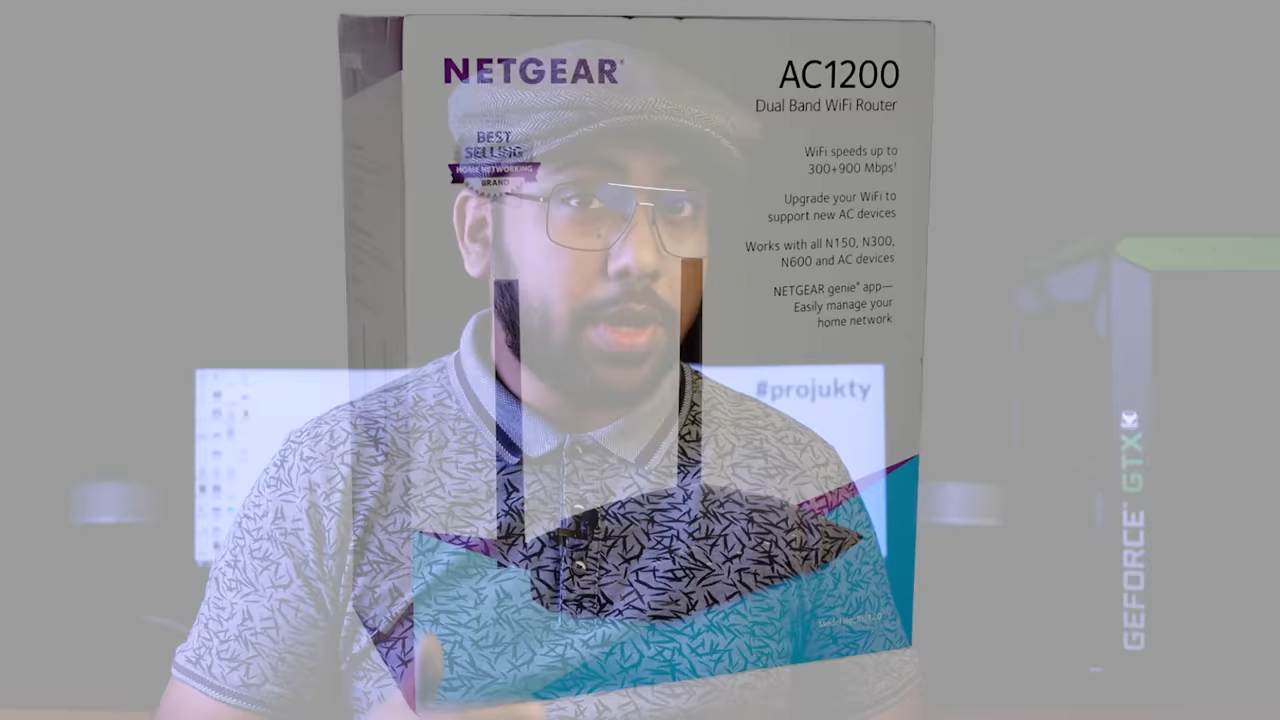 NETGEAR®
BEST
SELLING
HOME NETWORKING
BRAND
AC1200
Dual Band WiFi Router
WiFi speeds up to
300+900 Mbps¹
Upgrade your WiFi to
support new AC devices
Works with all N150, N300,
N600 and AC devices
NETGEAR genie® app—
Easily manage your
home network
#projukty
GEFORCE® GTX